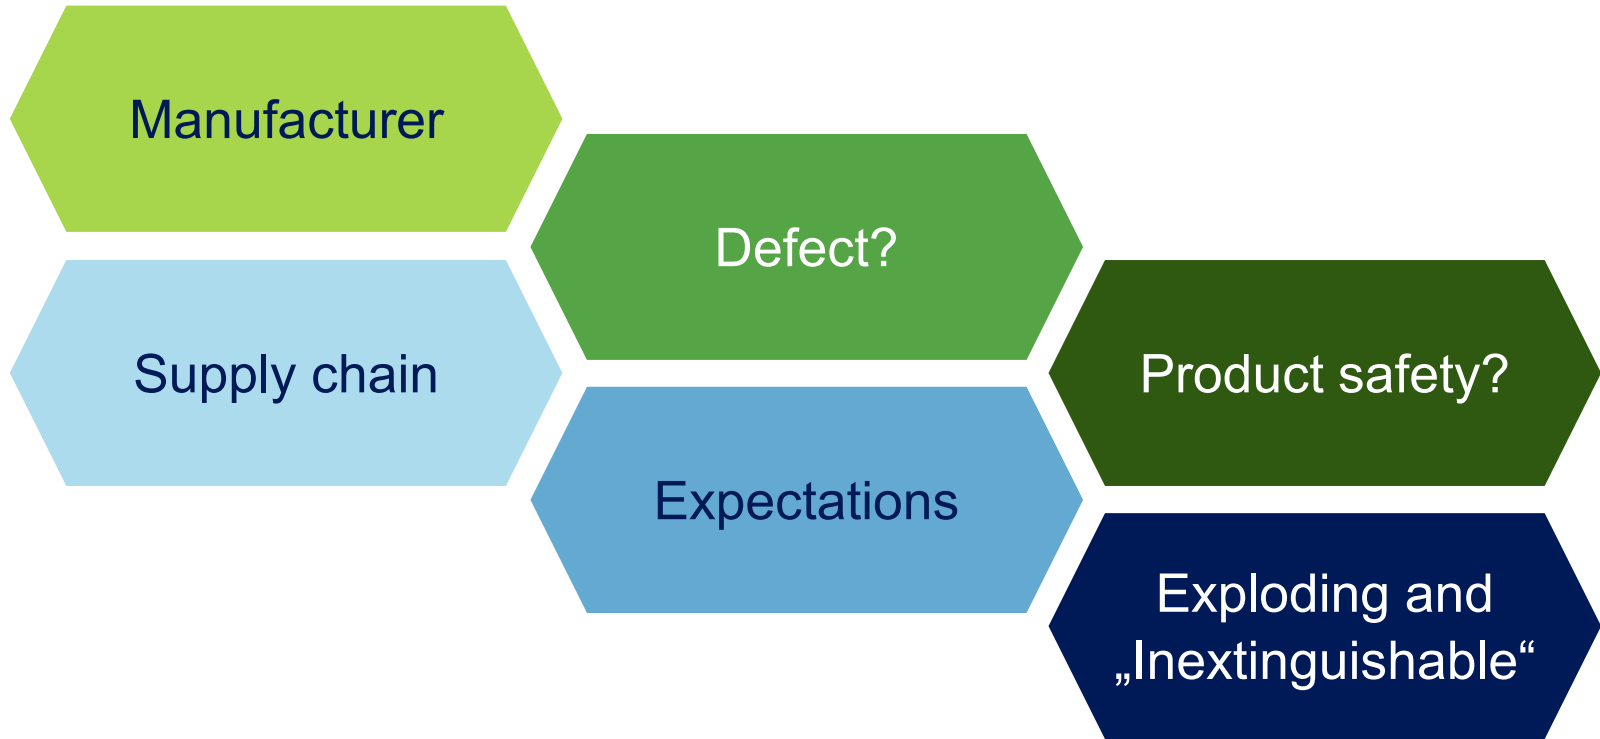 Manufacturer
Defect?
Supply chain
Product safety?
Expectations
Exploding and
„Inextinguishable“